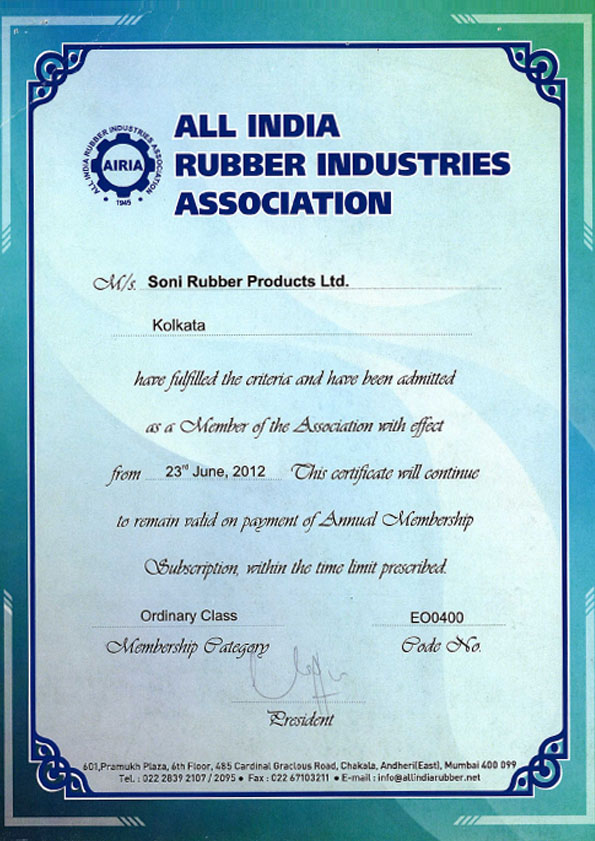 ALL INDIA RUBBER INDUSTRIES ASSOCIATION
AIRIA
1945
ALL INDIA
RUBBER INDUSTRIES
ASSOCIATION
M/s. Soni Rubber Products Ltd.
Kolkata
have fulfilled the criteria and have been admitted
as a Member of the Association with effect
from 23rd June, 2012 This certificate will continue
to remain valid on payment of Annual Membership
Subscription, within the time limit prescribed.
Ordinary Class EO0400
Membership Category Code No.
President
601,Pramukh Plaza, 6th Floor, 485 Cardinal Gracious Road, Chakala, Andheri(East), Mumbai 400 099
Tel. : 022 2839 2107 / 2095 ● Fax : 022 67103211 ● E-mail : info@allindiarubber.net